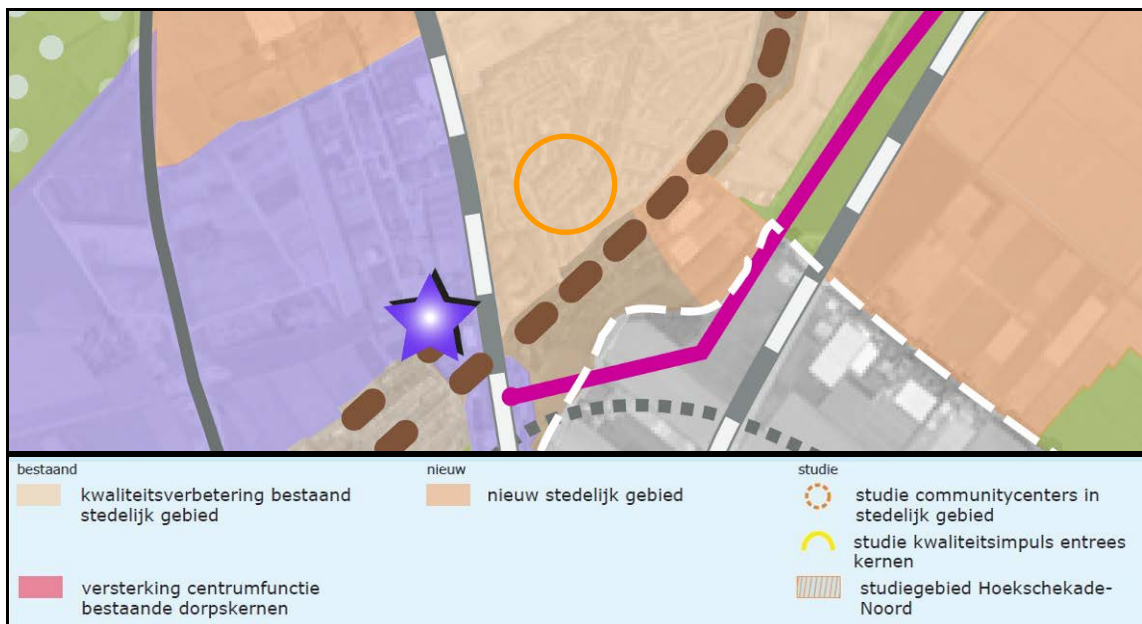 bestaand
kwaliteitsverbetering bestaand
stedelijk gebied
versterking centrumfunctie
bestaande dorpskernen
nieuw
nieuw stedelijk gebied
studie
studie communitycenters in
stedelijk gebied
studie kwaliteitsimpuls entrees
kernen
studiegebied Hoekschekade-
Noord